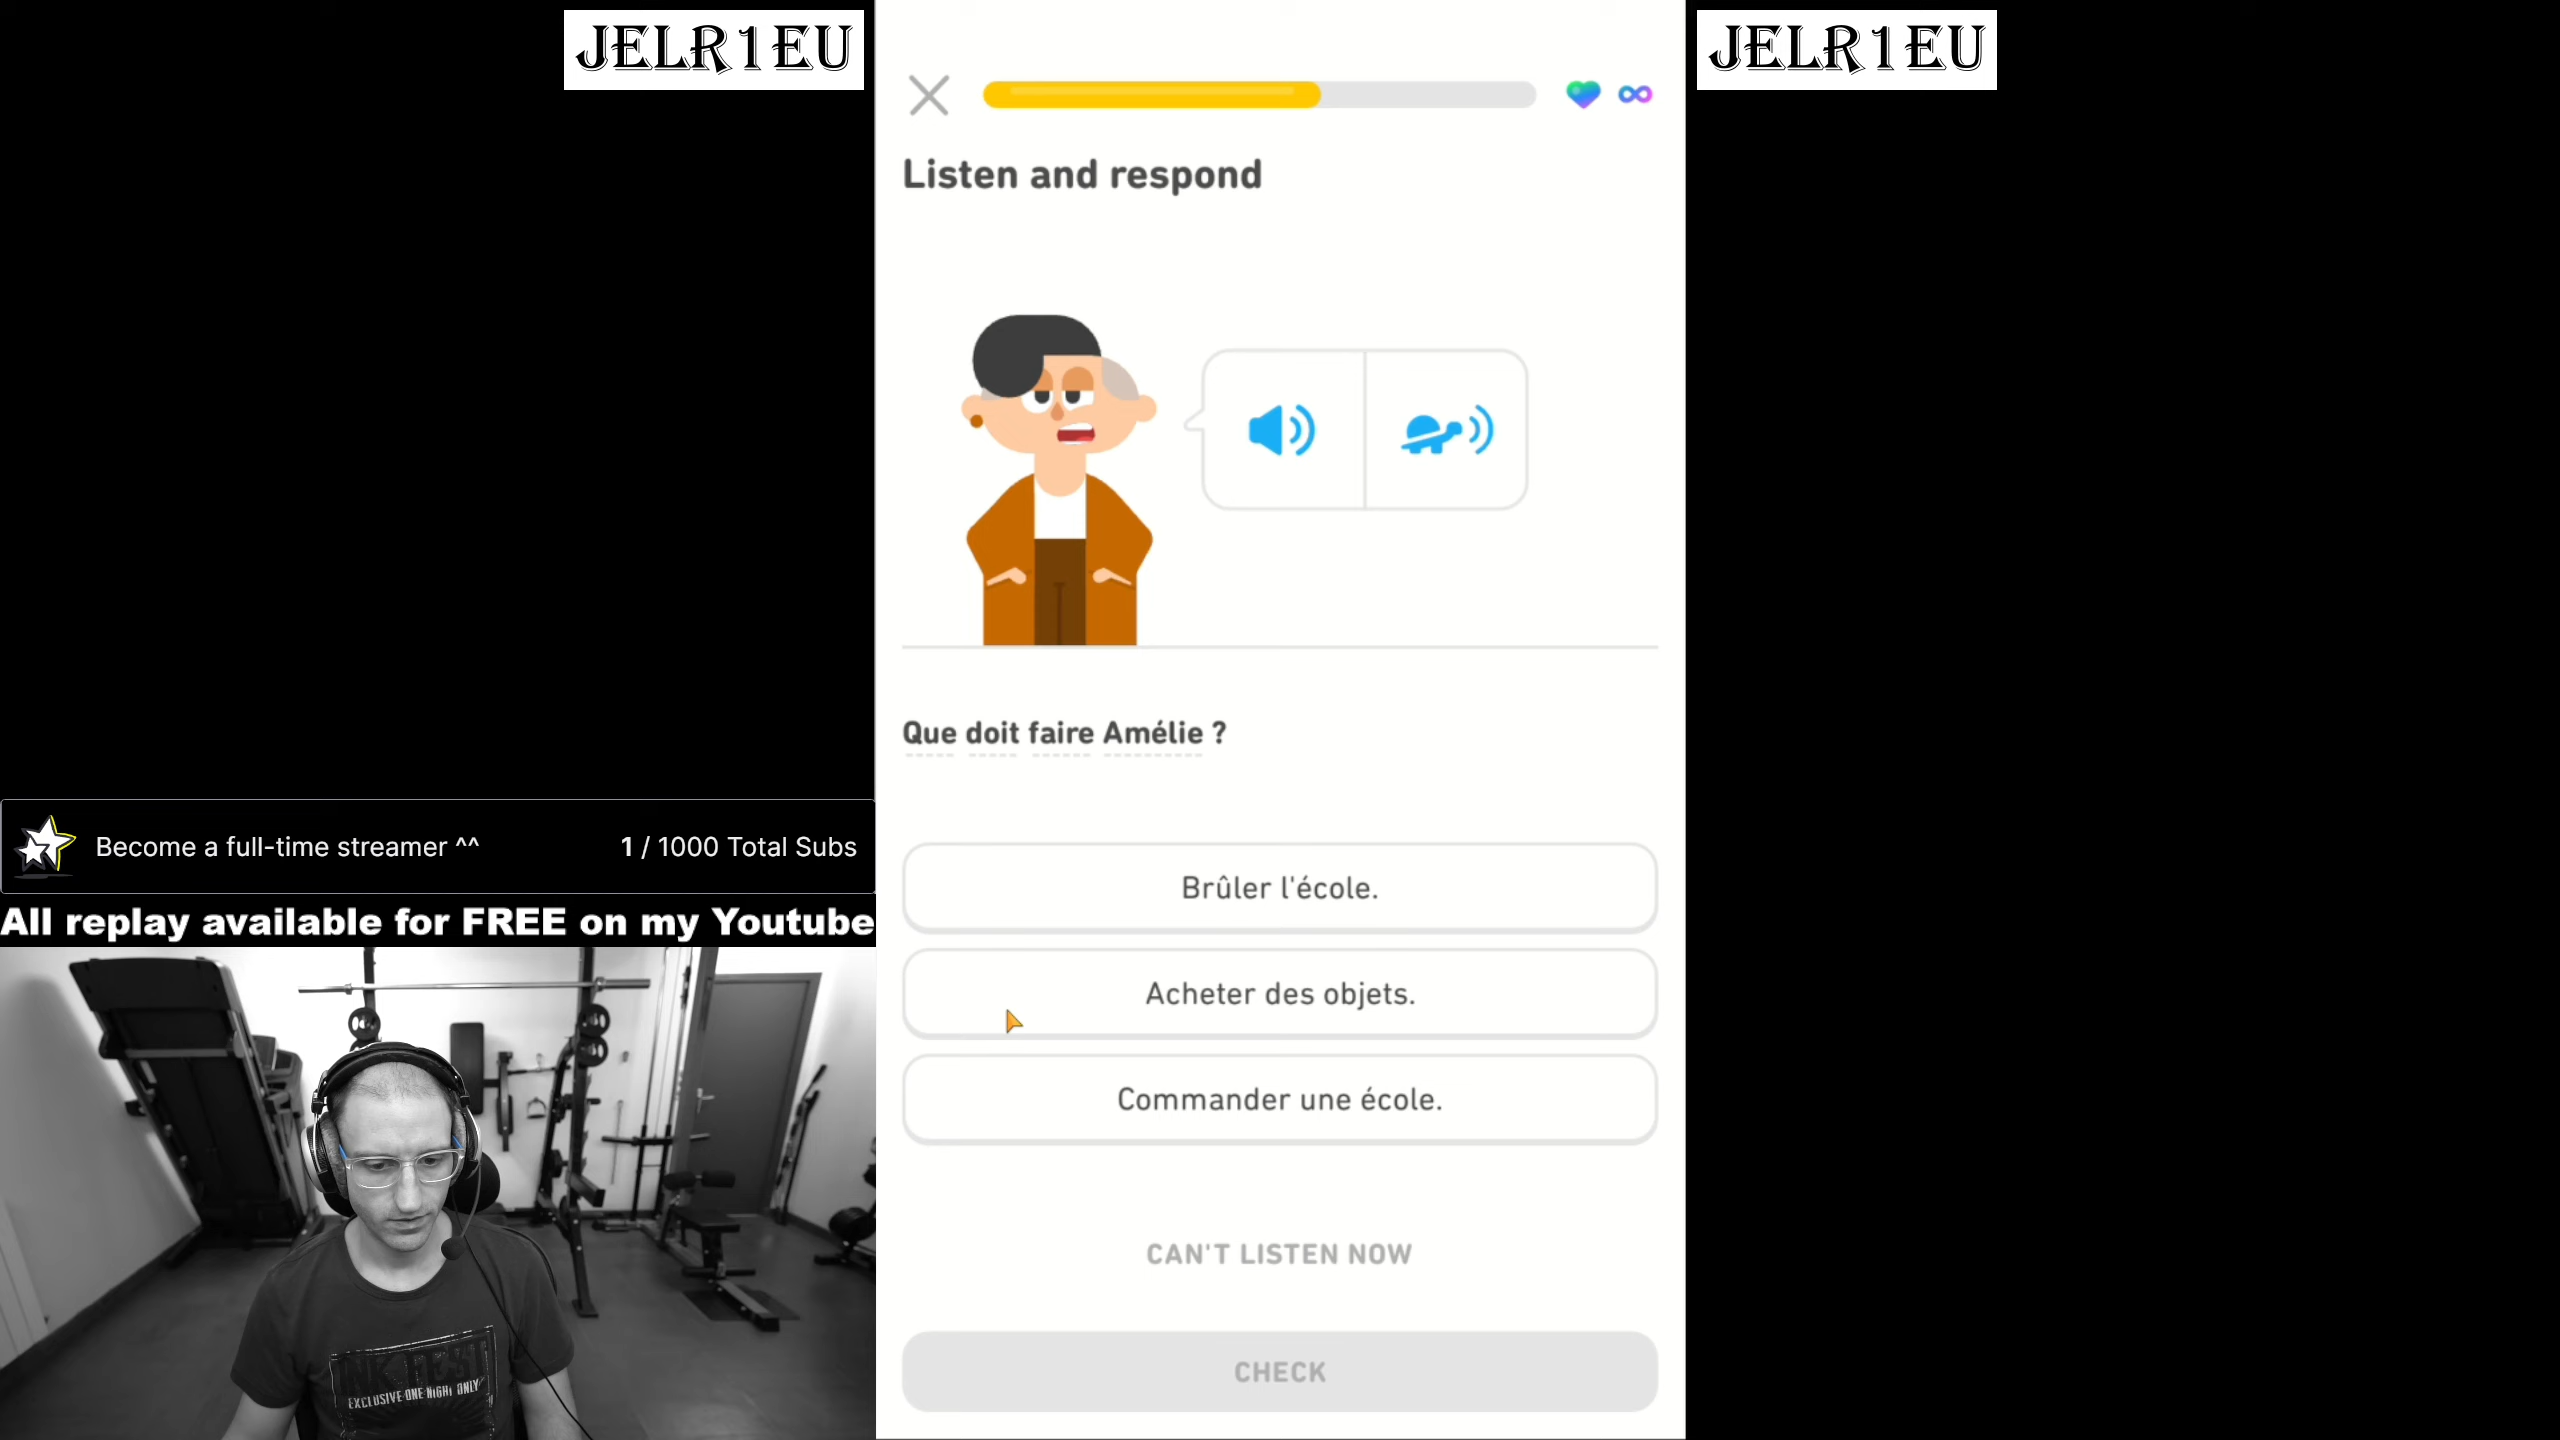 JELR1EU
JELR1EU
Listen and respond
Que doit faire Amélie ?
Brûler l'école.
Acheter des objets.
Commander une école.
CAN'T LISTEN NOW
CHECK
Become a full-time streamer ^^
1 / 1000 Total Subs
All replay available for FREE on my Youtube
EXCLUSIVE ONE NIGHT ONLY